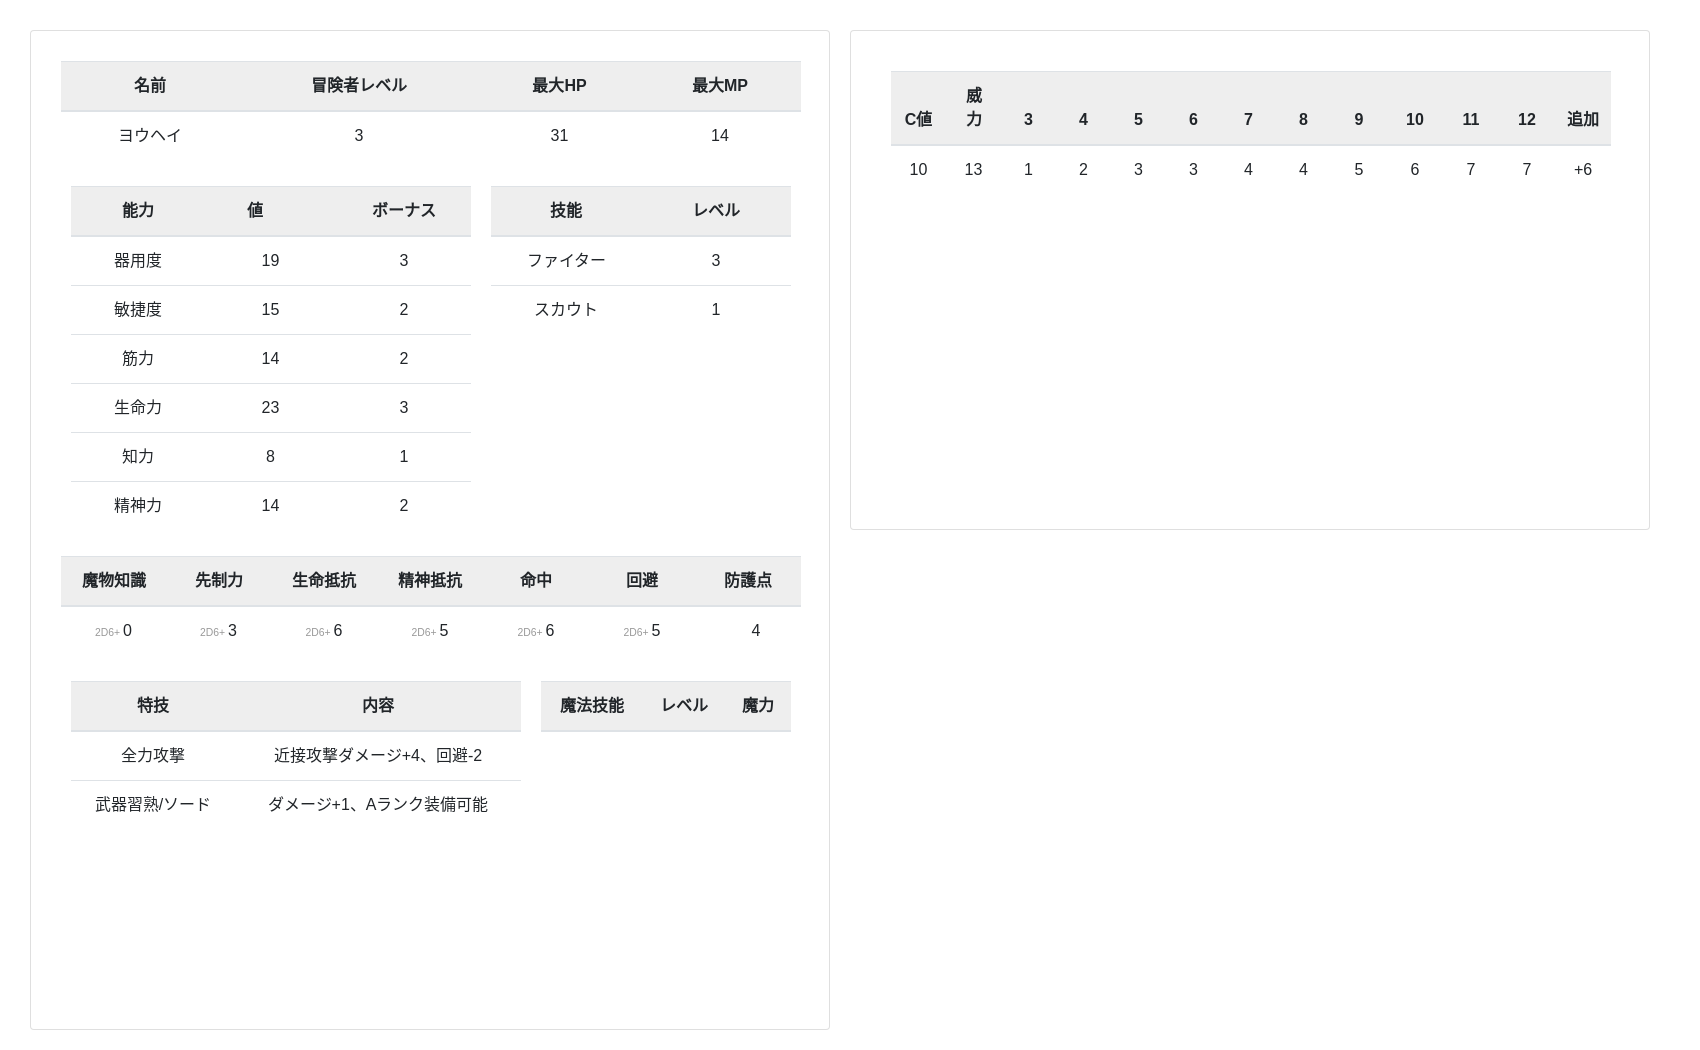 名前 冒険者レベル 最大HP 最大MP
ヨウヘイ 3 31 14
能力 値 ボーナス
器用度 19 3
敏捷度 15 2
筋力 14 2
生命力 23 3
知力 8 1
精神力 14 2
技能 レベル
ファイター 3
スカウト 1
魔物知識 先制力 生命抵抗 精神抵抗 命中 回避 防護点
2D6+ 0 2D6+ 3 2D6+ 6 2D6+ 5 2D6+ 6 2D6+ 5 4
特技 内容
全力攻撃 近接攻撃ダメージ+4、回避-2
武器習熟/ソード ダメージ+1、Aランク装備可能
魔法技能 レベル 魔力
C値 威力 3 4 5 6 7 8 9 10 11 12 追加
10 13 1 2 3 3 4 4 5 6 7 7 +6